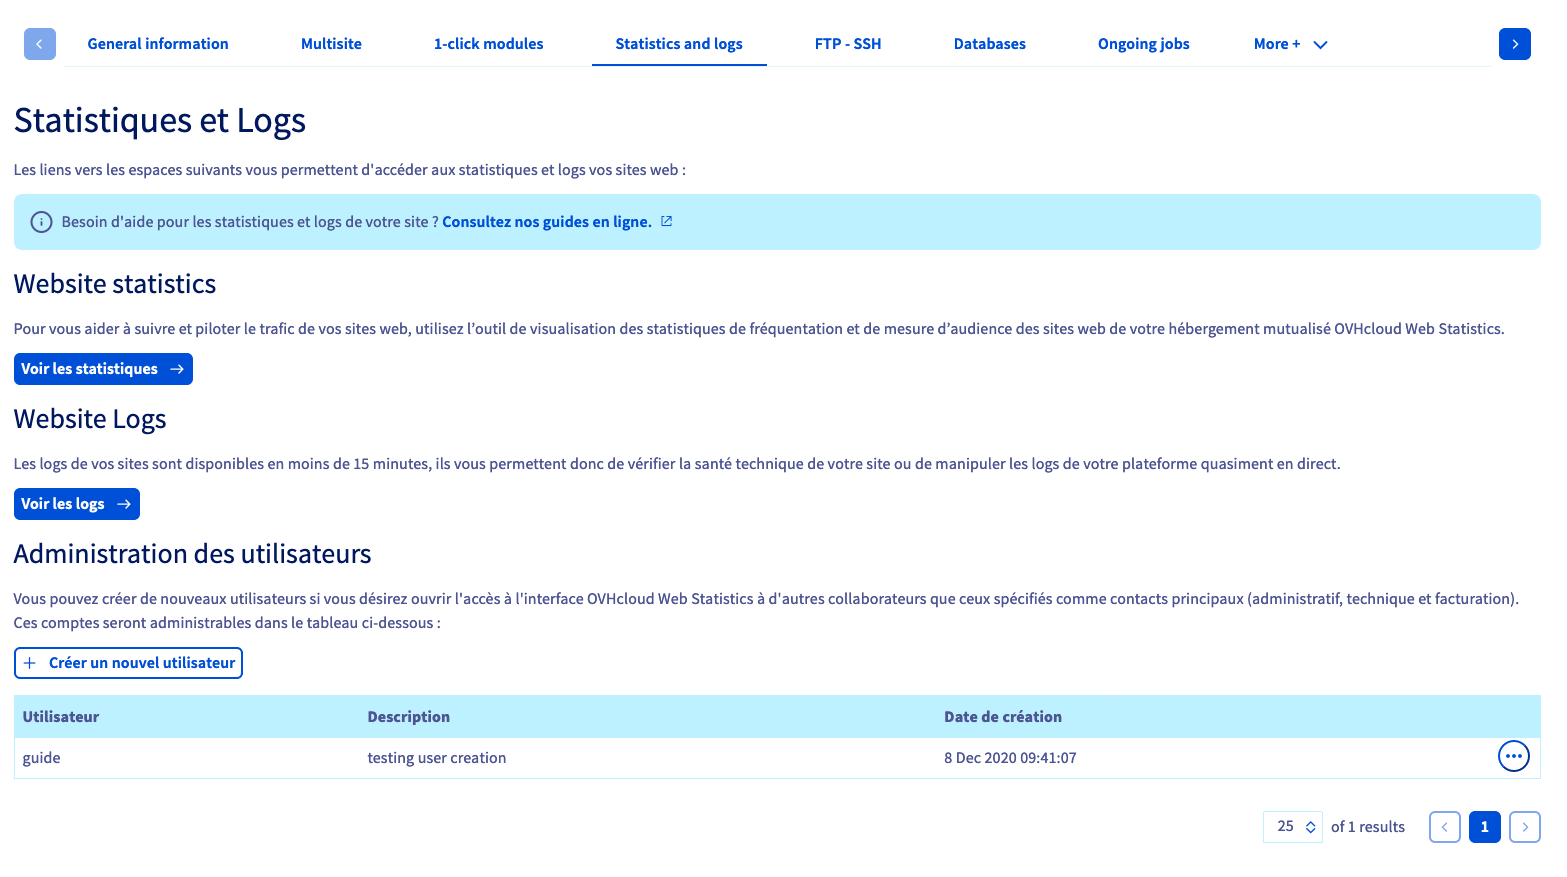 General information Multisite 1-click modules Statistics and logs FTP - SSH Databases Ongoing jobs More +
Statistiques et Logs
Les liens vers les espaces suivants vous permettent d'accéder aux statistiques et logs vos sites web :
Besoin d'aide pour les statistiques et logs de votre site ? Consultez nos guides en ligne.
Website statistics
Pour vous aider à suivre et piloter le trafic de vos sites web, utilisez l’outil de visualisation des statistiques de fréquentation et de mesure d’audience des sites web de votre hébergement mutualisé OVHcloud Web Statistics.
Voir les statistiques
Website Logs
Les logs de vos sites sont disponibles en moins de 15 minutes, ils vous permettent donc de vérifier la santé technique de votre site ou de manipuler les logs de votre plateforme quasiment en direct.
Voir les logs
Administration des utilisateurs
Vous pouvez créer de nouveaux utilisateurs si vous désirez ouvrir l'accès à l'interface OVHcloud Web Statistics à d'autres collaborateurs que ceux spécifiés comme contacts principaux (administratif, technique et facturation).
Ces comptes seront administrables dans le tableau ci-dessous :
Créer un nouvel utilisateur
Utilisateur Description Date de création
guide testing user creation 8 Dec 2020 09:41:07
25 of 1 results 1